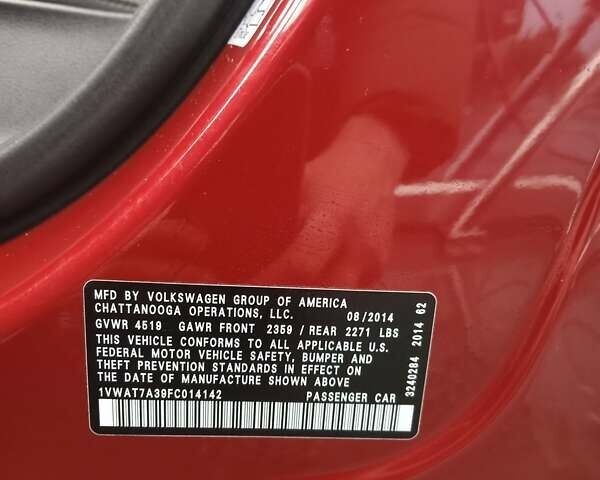 MFD BY VOLKSWAGEN GROUP OF AMERICA
CHATTANOOGA OPERATIONS, LLC. 08/2014
GVWR 4519 GAWR FRONT 2359 / REAR 2271 LBS
THIS VEHICLE CONFORMS TO ALL APPLICABLE U.S.
FEDERAL MOTOR VEHICLE SAFETY, BUMPER AND
THEFT PREVENTION STANDARDS IN EFFECT ON
THE DATE OF MANUFACTURE SHOWN ABOVE
1VWAT7A39FC014142 PASSENGER CAR
3240284 2014 62